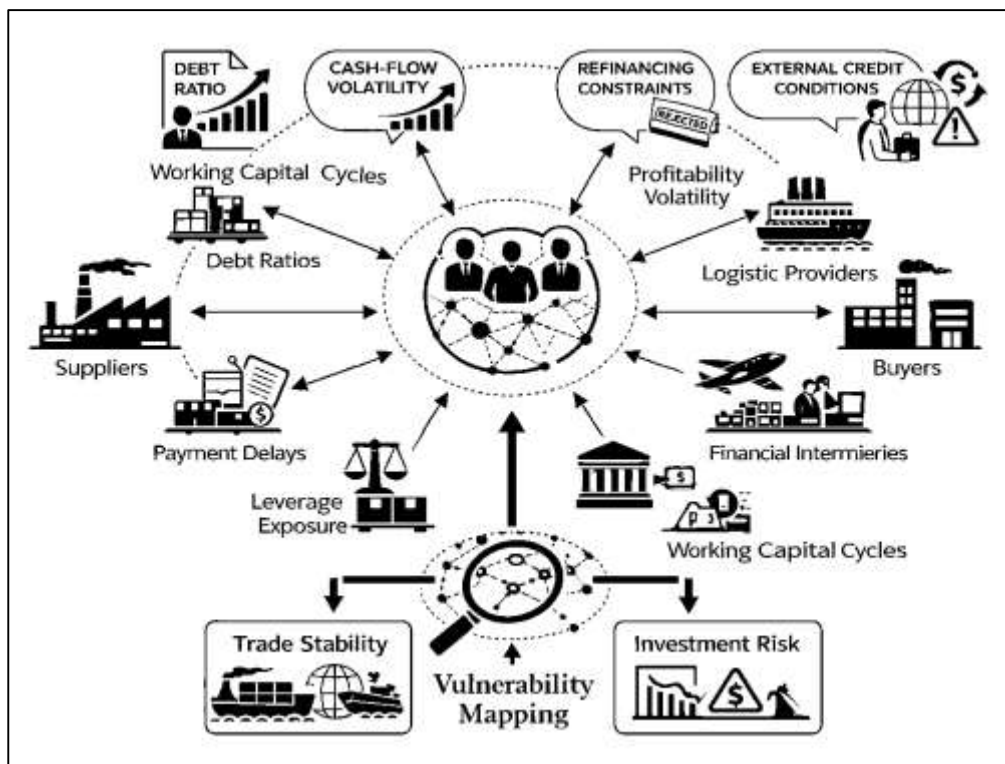 DEBT
RATIO
CASH-FLOW
VOLATILITY
REFINANCING
CONSTRAINTS
REJECTED
EXTERNAL CREDIT
CONDITIONS
$
!
Working Capital Cycles
Profitability
Volatility
Debt Ratios
Logistic Providers
Suppliers
Buyers
$
Payment Delays
Financial Intermieries
Leverage
Exposure
$
Working Capital Cycles
Trade Stability
Investment Risk
$
Vulnerability
Mapping